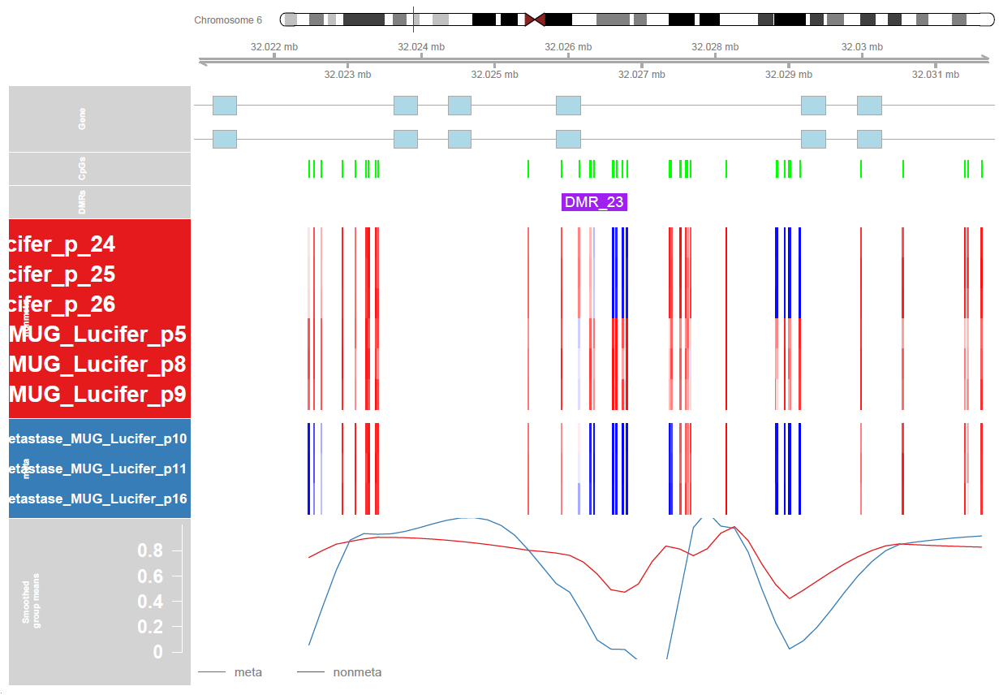 Chromosome 6
32.022 mb 32.024 mb 32.026 mb 32.028 mb 32.03 mb
32.023 mb 32.025 mb 32.027 mb 32.029 mb 32.031 mb
Gene
CpGs
DMRs
DMR_23
nonmeta
cifer_p_24
cifer_p_25
cifer_p_26
MUG_Lucifer_p5
MUG_Lucifer_p8
MUG_Lucifer_p9
meta
etastase_MUG_Lucifer_p10
etastase_MUG_Lucifer_p11
etastase_MUG_Lucifer_p16
Smoothed
group means
0.8
0.6
0.4
0.2
0
meta nonmeta